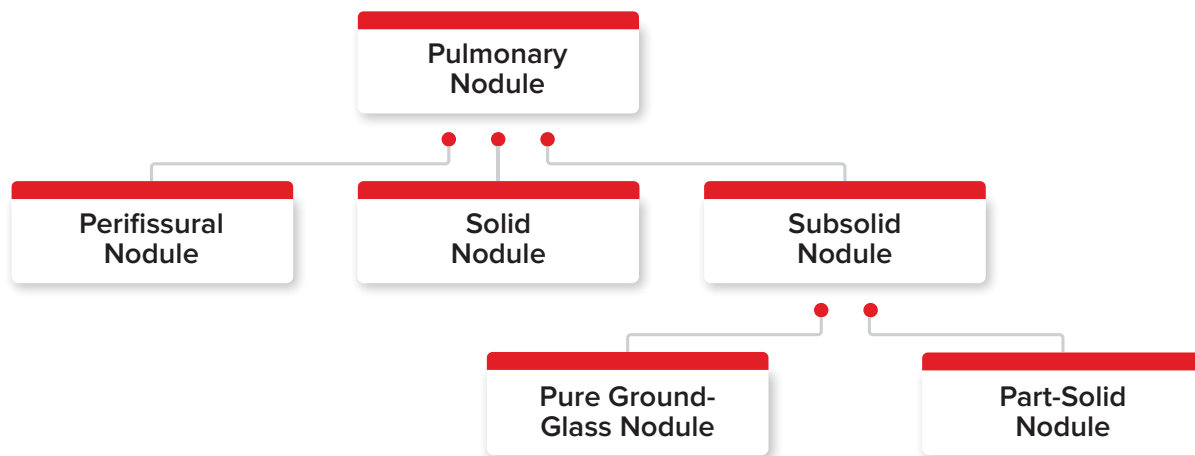 Pulmonary
Nodule
Perifissural
Nodule
Solid
Nodule
Subsolid
Nodule
Pure Ground-
Glass Nodule
Part-Solid
Nodule